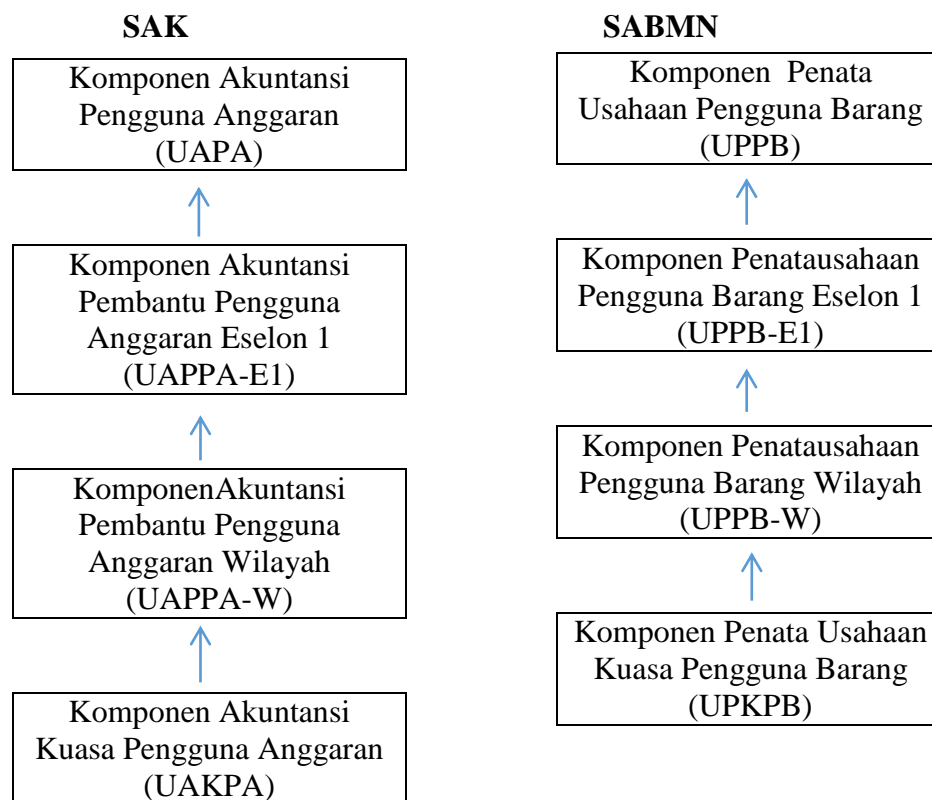 SAK
Komponen Akuntansi
Pengguna Anggaran
(UAPA)
Komponen Akuntansi
Pembantu Pengguna
Anggaran Eselon 1
(UAPPA-E1)
KomponenAkuntansi
Pembantu Pengguna
Anggaran Wilayah
(UAPPA-W)
Komponen Akuntansi
Kuasa Pengguna Anggaran
(UAKPA)
SABMN
Komponen Penata
Usahaan Pengguna Barang
(UPPB)
Komponen Penatausahaan
Pengguna Barang Eselon 1
(UPPB-E1)
Komponen Penatausahaan
Pengguna Barang Wilayah
(UPPB-W)
Komponen Penata Usahaan
Kuasa Pengguna Barang
(UPKPB)